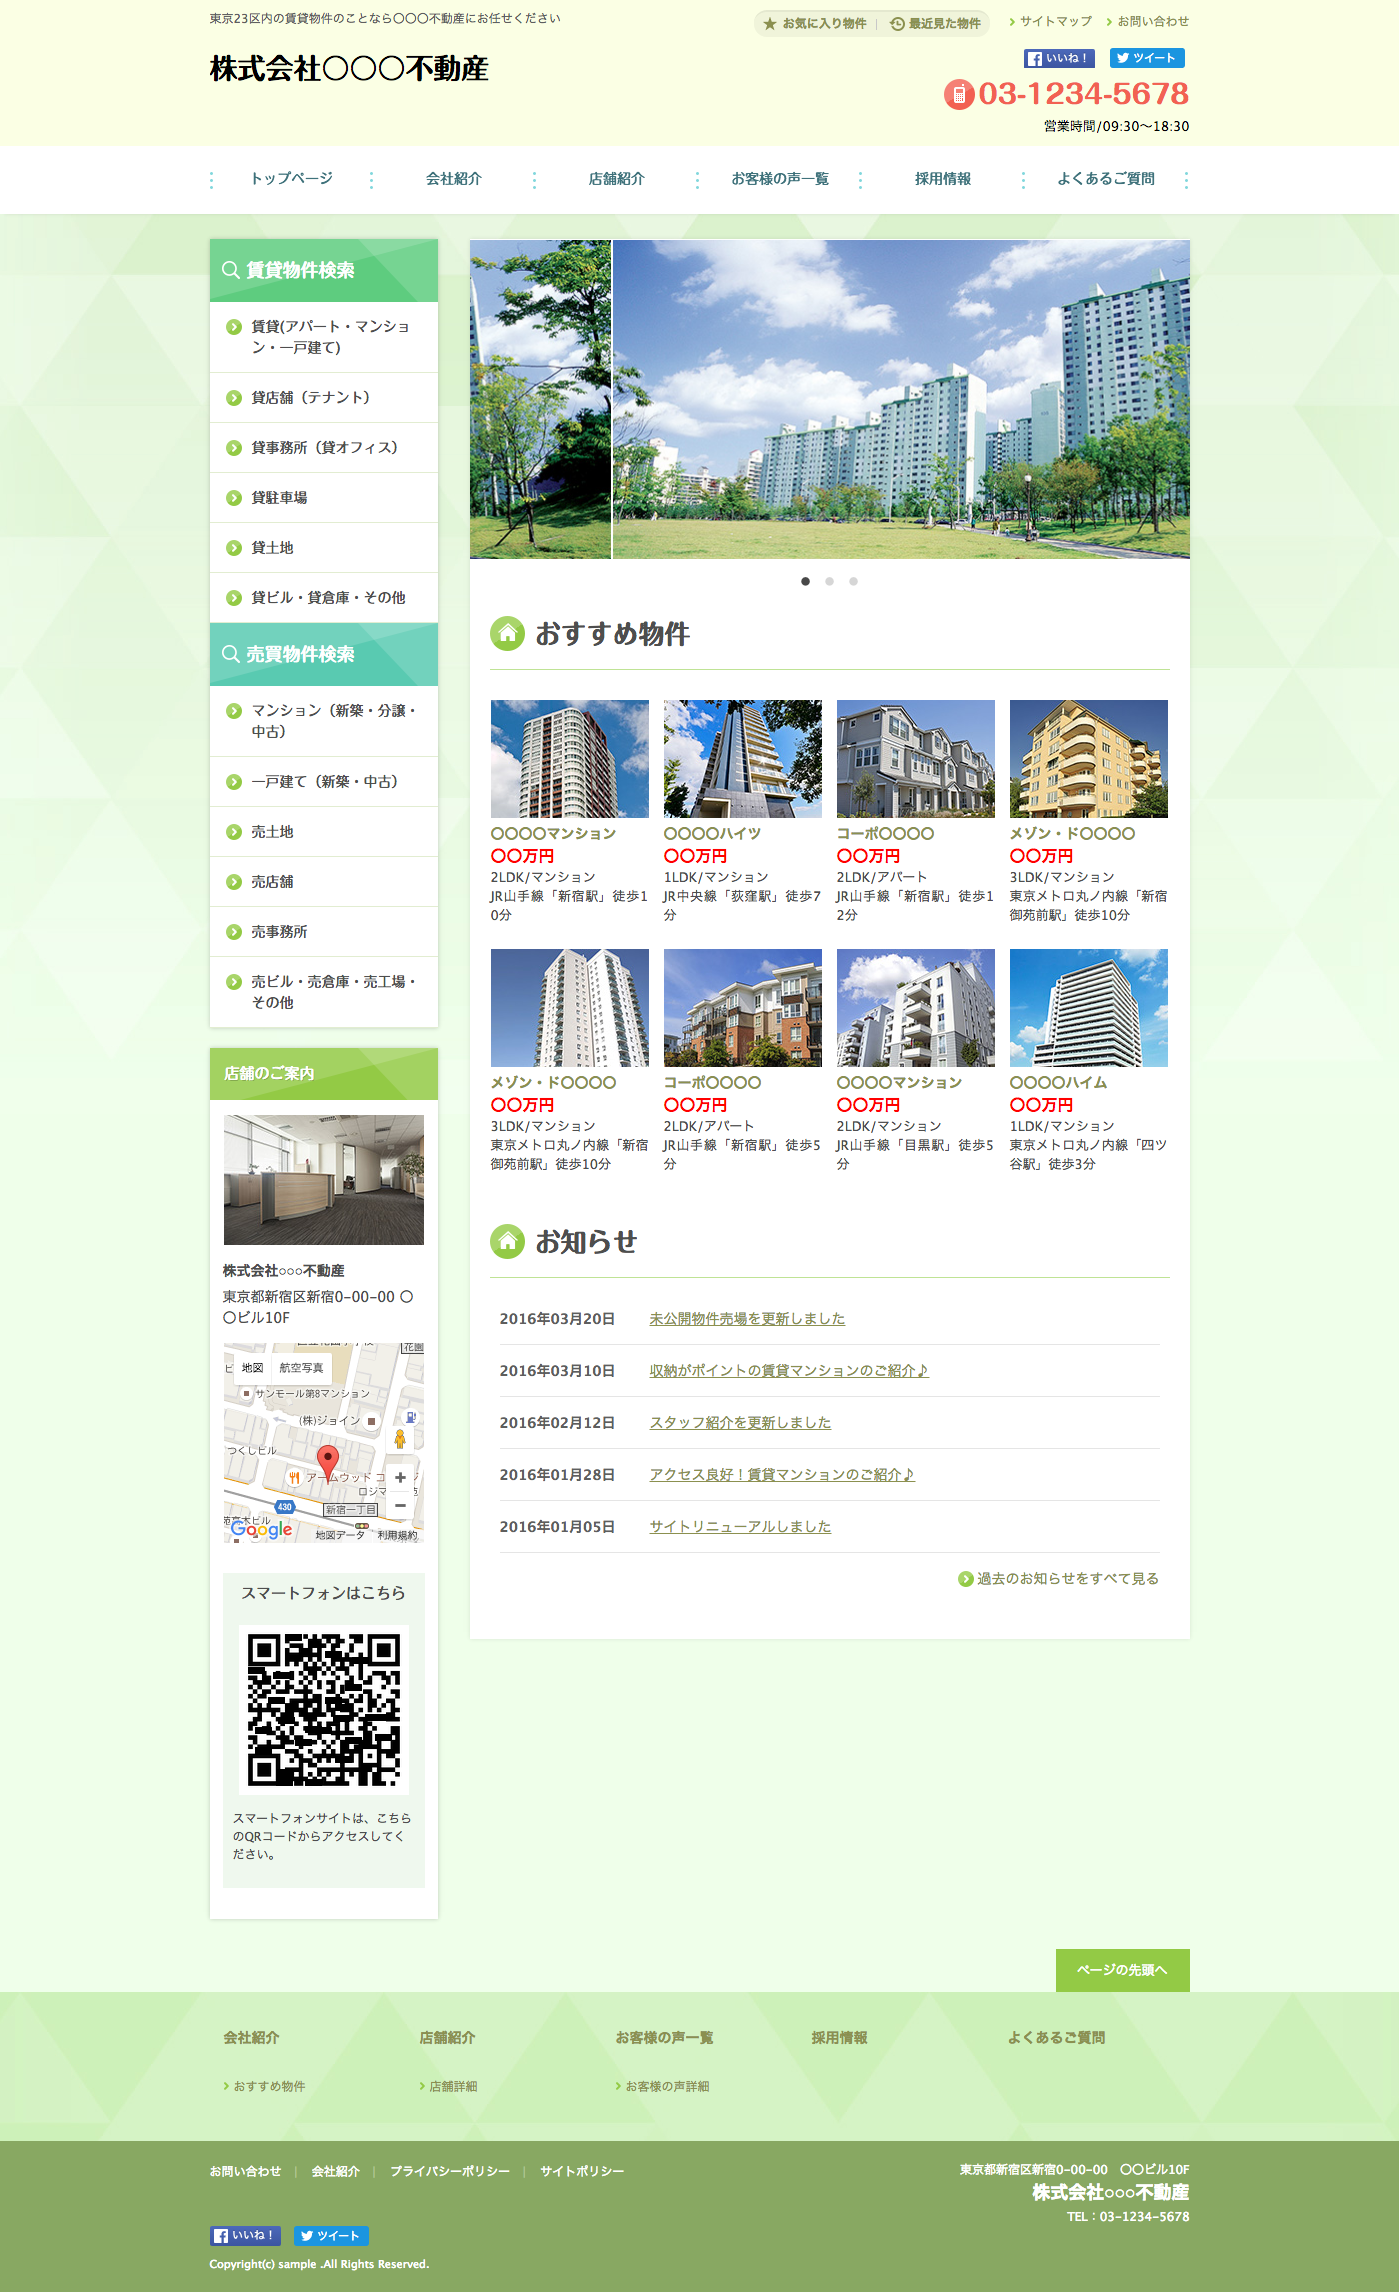 東京23区内の賃貸物件のことなら〇〇〇不動産にお任せください
お気に入り物件
最近見た物件
サイトマップ
お問い合わせ
株式会社〇〇〇不動産
いいね！
ツイート
03-1234-5678
営業時間/09:30〜18:30
トップページ
会社紹介
店舗紹介
お客様の声一覧
採用情報
よくあるご質問
賃貸物件検索
賃貸(アパート・マンショ
ン・一戸建て)
貸店舗（テナント）
貸事務所（貸オフィス）
貸駐車場
貸土地
貸ビル・貸倉庫・その他
売買物件検索
マンション（新築・分譲・
中古）
一戸建て（新築・中古）
売土地
売店舗
売事務所
売ビル・売倉庫・売工場・
その他
店舗のご案内
株式会社○○○不動産
東京都新宿区新宿0-00-00 〇
〇ビル10F
地図
航空写真
花園
サンモール第8マンション
(株)ジョイン
つくしビル
アームウッド コ
ロジマ
430
新宿一丁目
Google
地図データ
利用規約
スマートフォンはこちら
スマートフォンサイトは、こちら
のQRコードからアクセスしてく
ださい。
おすすめ物件
〇〇〇〇マンション
〇〇万円
2LDK/マンション
JR山手線「新宿駅」徒歩1
0分
〇〇〇〇ハイツ
〇〇万円
1LDK/マンション
JR中央線「荻窪駅」徒歩7
分
コーポ〇〇〇〇
〇〇万円
2LDK/アパート
JR山手線「新宿駅」徒歩1
2分
メゾン・ド〇〇〇〇
〇〇万円
3LDK/マンション
東京メトロ丸ノ内線「新宿
御苑前駅」徒歩10分
メゾン・ド〇〇〇〇
〇〇万円
3LDK/マンション
東京メトロ丸ノ内線「新宿
御苑前駅」徒歩10分
コーポ〇〇〇〇
〇〇万円
2LDK/アパート
JR山手線「新宿駅」徒歩5
分
〇〇〇〇マンション
〇〇万円
2LDK/マンション
JR山手線「目黒駅」徒歩5
分
〇〇〇〇ハイム
〇〇万円
1LDK/マンション
東京メトロ丸ノ内線「四ツ
谷駅」徒歩3分
お知らせ
2016年03月20日 未公開物件売場を更新しました
2016年03月10日 収納がポイントの賃貸マンションのご紹介♪
2016年02月12日 スタッフ紹介を更新しました
2016年01月28日 アクセス良好！賃貸マンションのご紹介♪
2016年01月05日 サイトリニューアルしました
過去のお知らせをすべて見る
ページの先頭へ
会社紹介
店舗紹介
お客様の声一覧
採用情報
よくあるご質問
おすすめ物件
店舗詳細
お客様の声詳細
お問い合わせ | 会社紹介 | プライバシーポリシー | サイトポリシー
東京都新宿区新宿0-00-00　〇〇ビル10F
株式会社○○○不動産
TEL：03-1234-5678
いいね！
ツイート
Copyright(c) sample .All Rights Reserved.